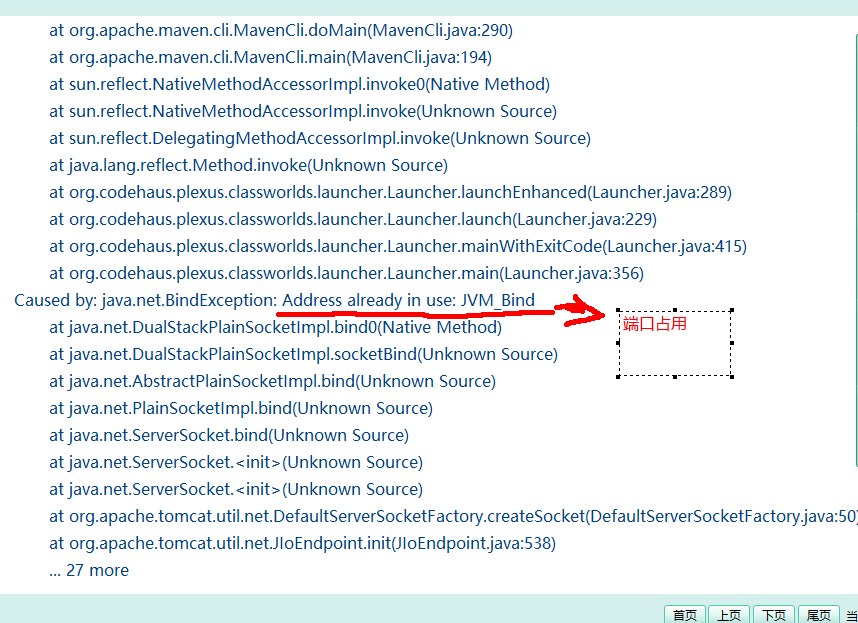 at org.apache.maven.cli.MavenCli.doMain(MavenCli.java:290)
at org.apache.maven.cli.MavenCli.main(MavenCli.java:194)
at sun.reflect.NativeMethodAccessorImpl.invoke0(Native Method)
at sun.reflect.NativeMethodAccessorImpl.invoke(Unknown Source)
at sun.reflect.DelegatingMethodAccessorImpl.invoke(Unknown Source)
at java.lang.reflect.Method.invoke(Unknown Source)
at org.codehaus.plexus.classworlds.launcher.Launcher.launchEnhanced(Launcher.java:289)
at org.codehaus.plexus.classworlds.launcher.Launcher.launch(Launcher.java:229)
at org.codehaus.plexus.classworlds.launcher.Launcher.mainWithExitCode(Launcher.java:415)
at org.codehaus.plexus.classworlds.launcher.Launcher.main(Launcher.java:356)
Caused by: java.net.BindException: Address already in use: JVM_Bind
端口占用
at java.net.DualStackPlainSocketImpl.bind0(Native Method)
at java.net.DualStackPlainSocketImpl.socketBind(Unknown Source)
at java.net.AbstractPlainSocketImpl.bind(Unknown Source)
at java.net.PlainSocketImpl.bind(Unknown Source)
at java.net.ServerSocket.bind(Unknown Source)
at java.net.ServerSocket.<init>(Unknown Source)
at java.net.ServerSocket.<init>(Unknown Source)
at org.apache.tomcat.util.net.DefaultServerSocketFactory.createSocket(DefaultServerSocketFactory.java:50)
at org.apache.tomcat.util.net.JIoEndpoint.init(JIoEndpoint.java:538)
... 27 more
首页 上页 下页 尾页 当